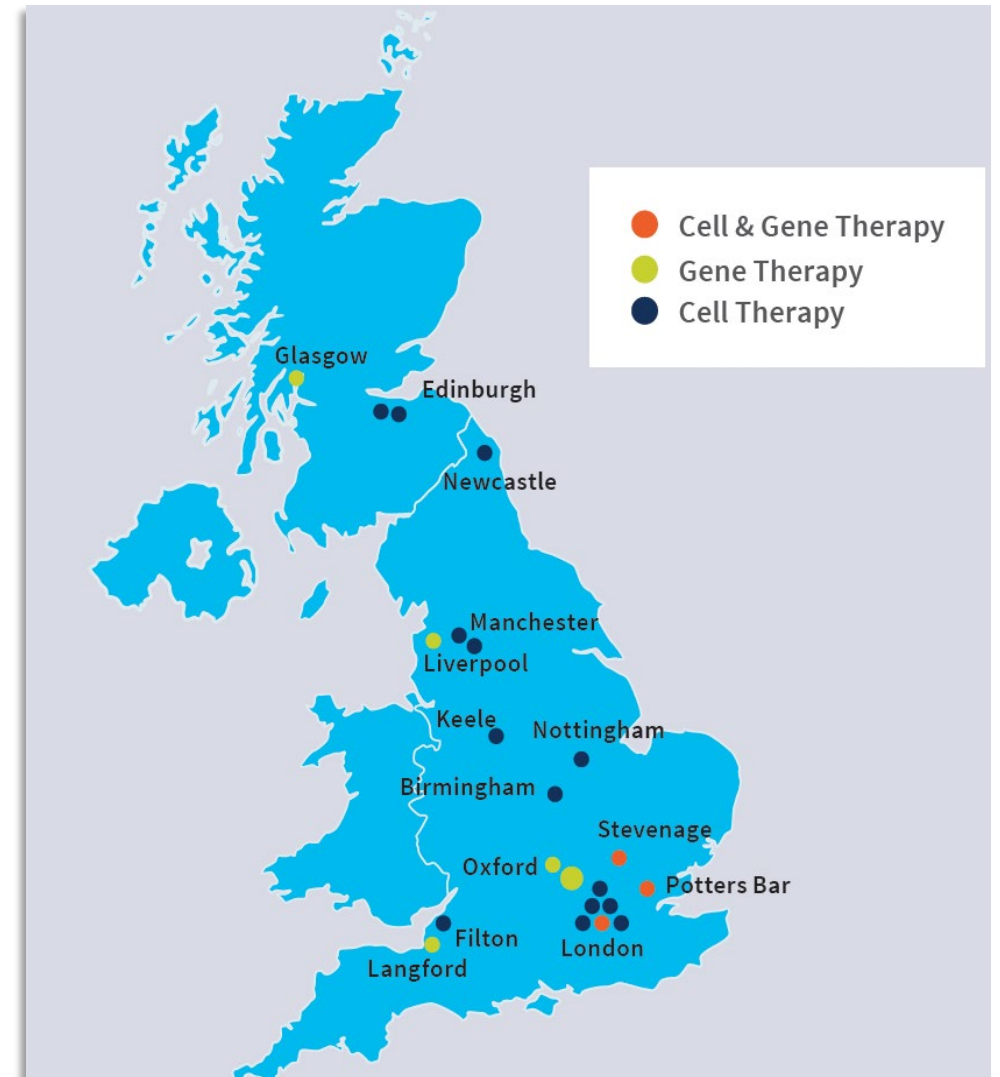 Cell & Gene Therapy
Gene Therapy
Cell Therapy
Glasgow
Edinburgh
Newcastle
Manchester
Liverpool
Keele
Nottingham
Birmingham
Stevenage
Oxford
Potters Bar
Filton
London
Langford